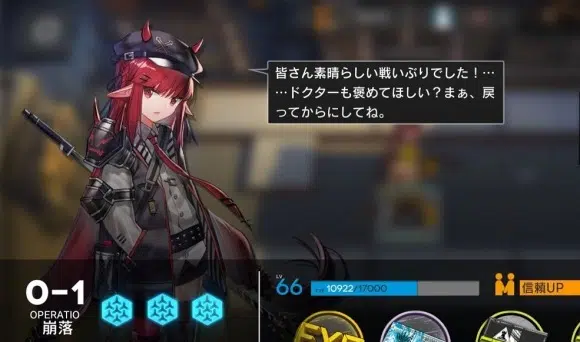 皆さん素晴らしい戦いぶりでした！…
…ドクターも褒めてほしい？まぁ、戻
ってからにしてね。
0-1
OPERATIO
崩落
LV
66
10922/17000
信頼UP